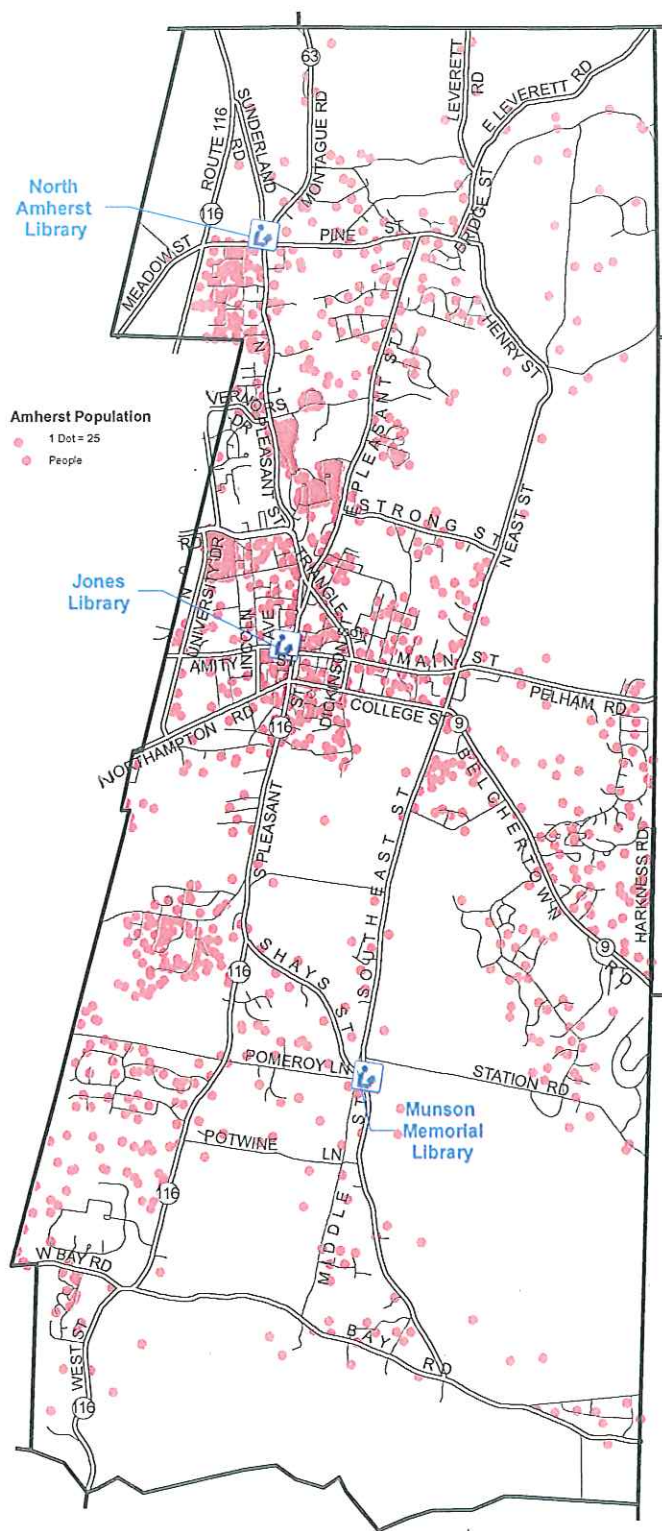 63
SUNDERLAND
RD
ROUTE 116
MONTAGUE RD
LEVERETT
RD
E LEVERETT RD
North
Amherst
Library
116
PINE ST
BRIDGE ST
MEADOW ST
HENRY ST
N PLEASANT ST
E PLEASANT ST
Amherst Population
1 Dot = 25
People
VERNORS
DR
STRONG ST
N EAST ST
RD
UNIVERSITY DR
TRIANGLE ST
Jones
Library
LINCOLN
AVE
AMITY ST
MAIN ST
DICKINSON
PELHAM RD
COLLEGE ST
9
NORTHAMPTON RD
116
BELCHERTOWN
RD
S PLEASANT ST
SOUTH EAST ST
HARKNESS RD
9
SHAYS ST
116
POMEROY LN
STATION RD
Munson
Memorial
Library
POTWINE LN
116
MIDDLE ST
W BAY RD
BAY RD
WEST ST
116